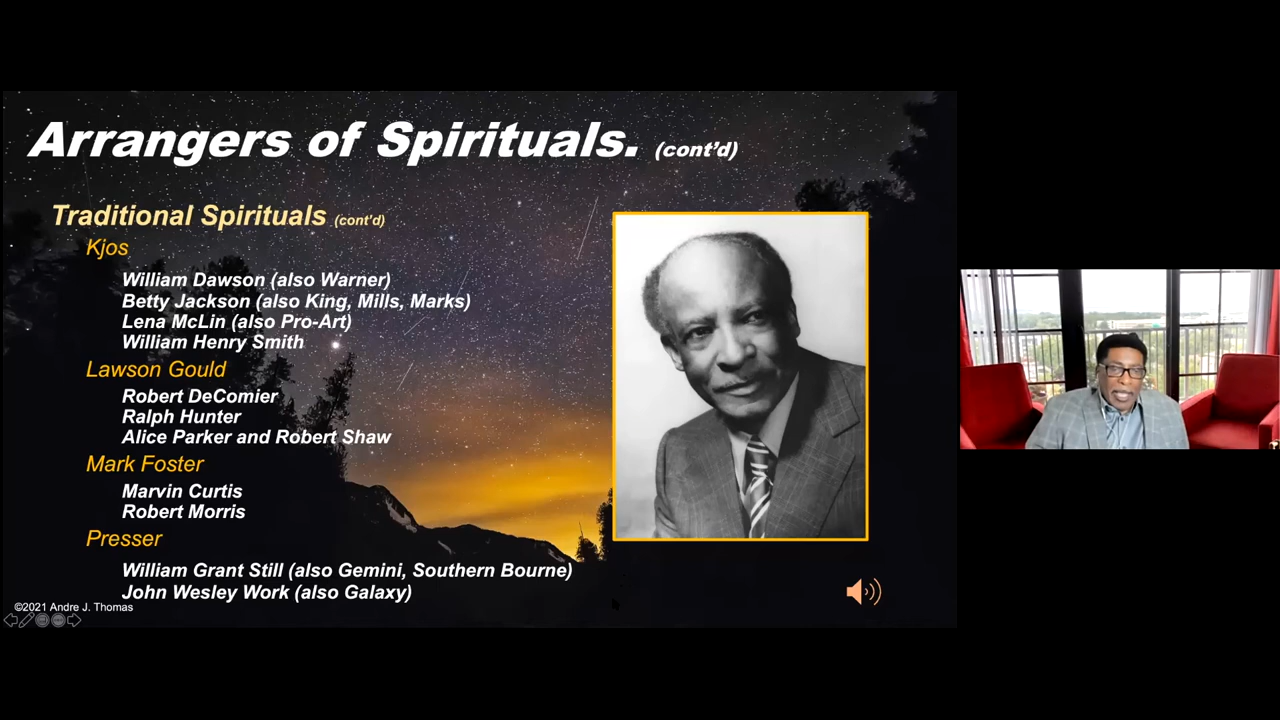 Arrangers of Spirituals. (cont'd)
Traditional Spirituals (cont'd)
Kjos
William Dawson (also Warner)
Betty Jackson (also King, Mills, Marks)
Lena McLin (also Pro-Art)
William Henry Smith
Lawson Gould
Robert DeComier
Ralph Hunter
Alice Parker and Robert Shaw
Mark Foster
Marvin Curtis
Robert Morris
Presser
William Grant Still (also Gemini, Southern Bourne)
John Wesley Work (also Galaxy)
©2021 Andre J. Thomas